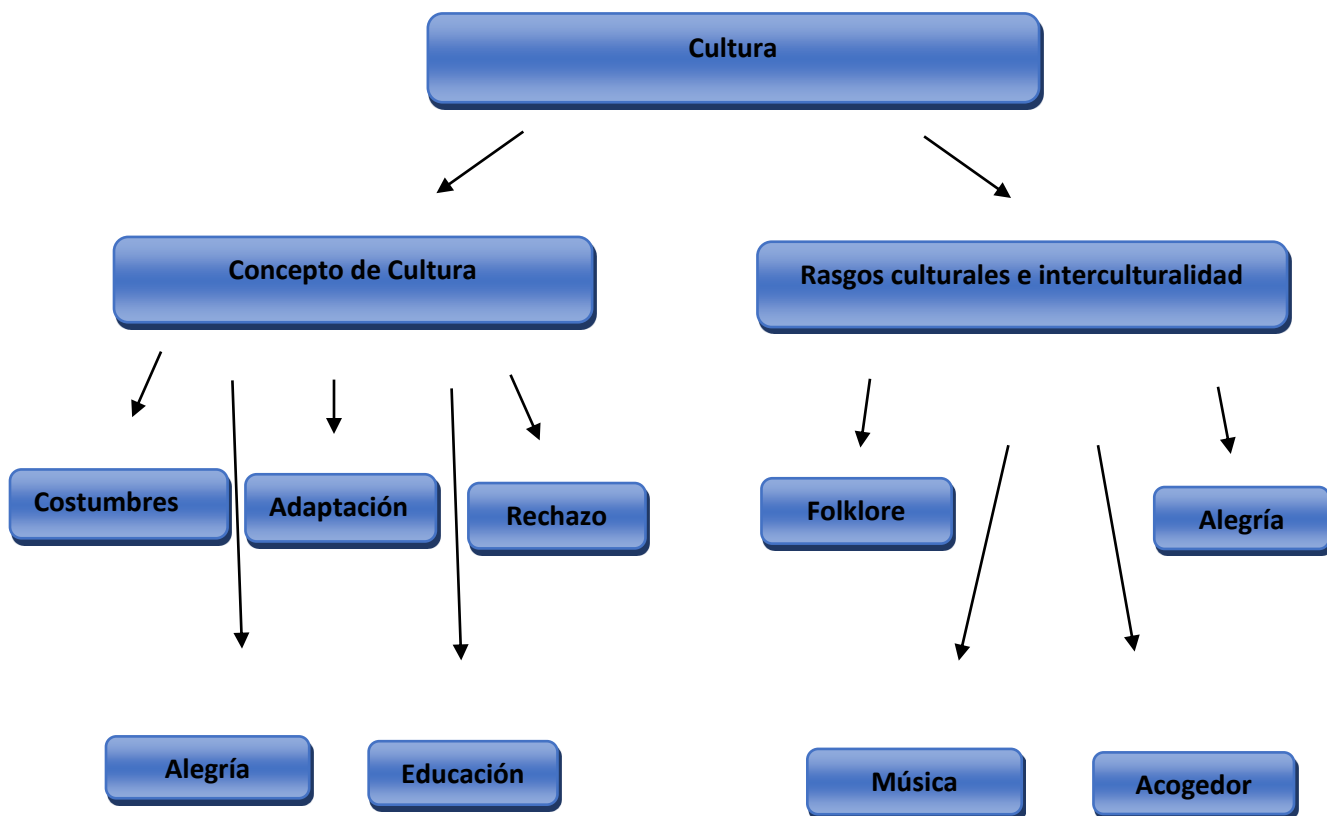 Cultura
Concepto de Cultura
Rasgos culturales e interculturalidad
Costumbres
Adaptación
Rechazo
Folklore
Alegría
Alegría
Educación
Música
Acogedor